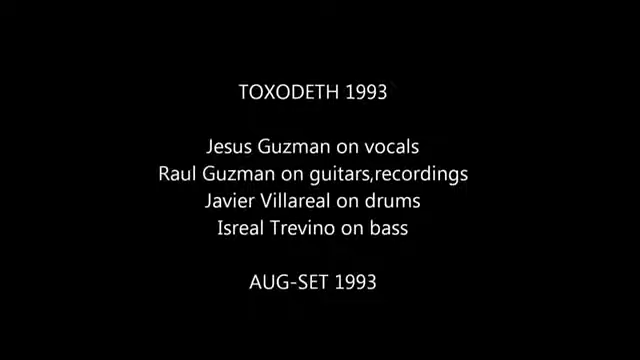 TOXODETH 1993
Jesus Guzman on vocals
Raul Guzman on guitars,recordings
Javier Villareal on drums
Isreal Trevino on bass
AUG-SET 1993